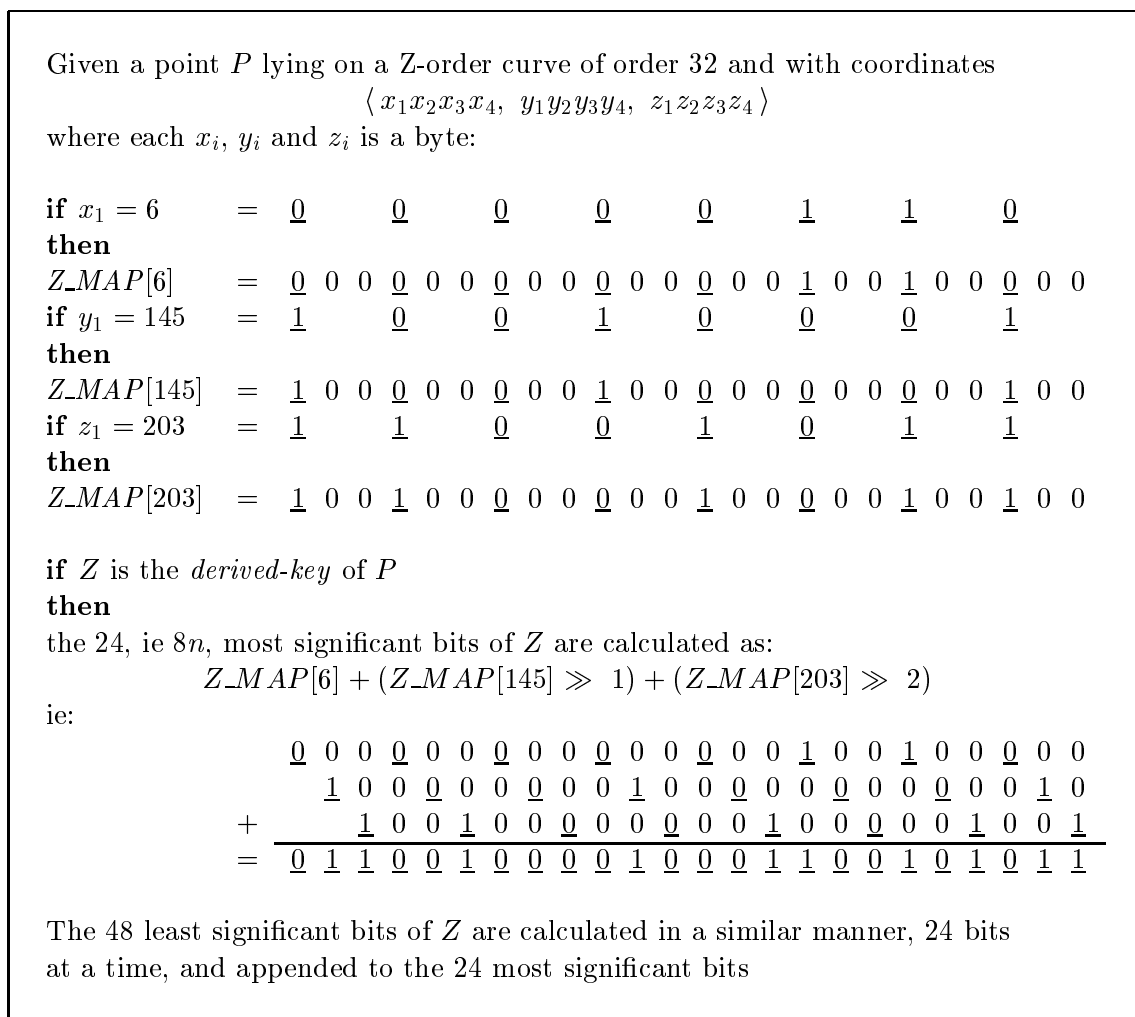 Given a point P lying on a Z-order curve of order 32 and with coordinates
⟨ x₁x₂x₃x₄, y₁y₂y₃y₄, z₁z₂z₃z₄ ⟩
where each xᵢ, yᵢ and zᵢ is a byte:
if x₁ = 6 = 0 0 0 0 0 1 1 0
then
Z_MAP[6] = 0 0 0 0 0 0 0 0 0 0 0 0 0 0 0 1 0 0 1 0 0 0 0 0
if y₁ = 145 = 1 0 0 1 0 0 0 1
then
Z_MAP[145] = 1 0 0 0 0 0 0 0 0 1 0 0 0 0 0 0 0 0 0 0 0 1 0 0
if z₁ = 203 = 1 1 0 0 1 0 1 1
then
Z_MAP[203] = 1 0 0 1 0 0 0 0 0 0 0 0 1 0 0 0 0 0 1 0 0 1 0 0
if Z is the derived-key of P
then
the 24, ie 8n, most significant bits of Z are calculated as:
Z_MAP[6] + (Z_MAP[145] ≫ 1) + (Z_MAP[203] ≫ 2)
ie:
0 0 0 0 0 0 0 0 0 0 0 0 0 0 0 1 0 0 1 0 0 0 0 0
1 0 0 0 0 0 0 0 0 1 0 0 0 0 0 0 0 0 0 0 0 1 0
+ 1 0 0 1 0 0 0 0 0 0 0 0 1 0 0 0 0 0 1 0 0 1
= 0 1 1 0 0 1 0 0 0 0 1 0 0 0 1 1 0 0 1 0 1 0 1 1
The 48 least significant bits of Z are calculated in a similar manner, 24 bits
at a time, and appended to the 24 most significant bits